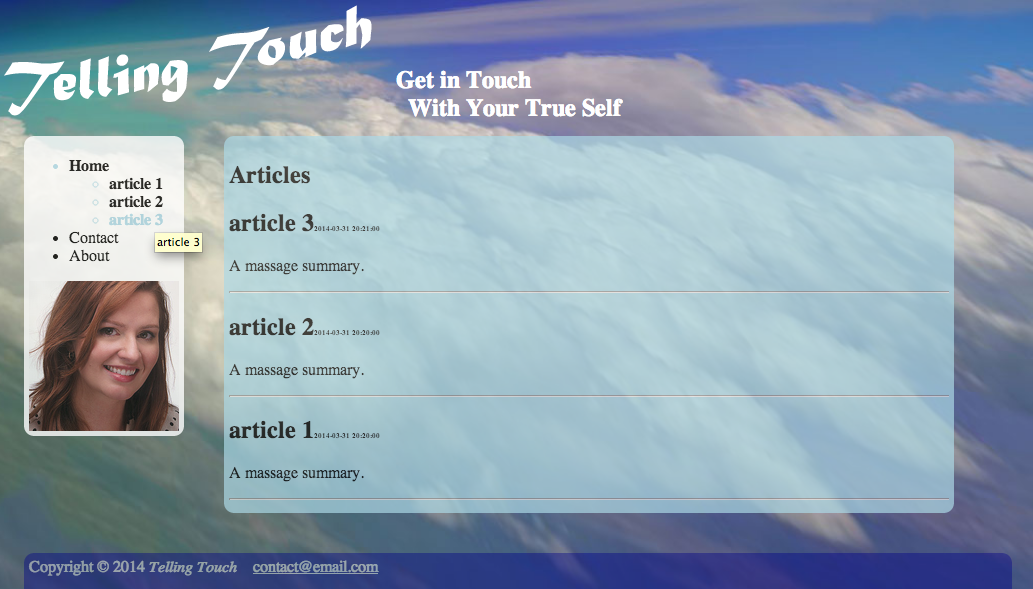 Telling Touch
Get in Touch
With Your True Self
Home
article 1
article 2
article 3
Contact
About
article 3
Articles
article 3 2014-03-31 20:21:00
A massage summary.
article 2 2014-03-31 20:20:00
A massage summary.
article 1 2014-03-31 20:20:00
A massage summary.
Copyright © 2014 Telling Touch contact@email.com